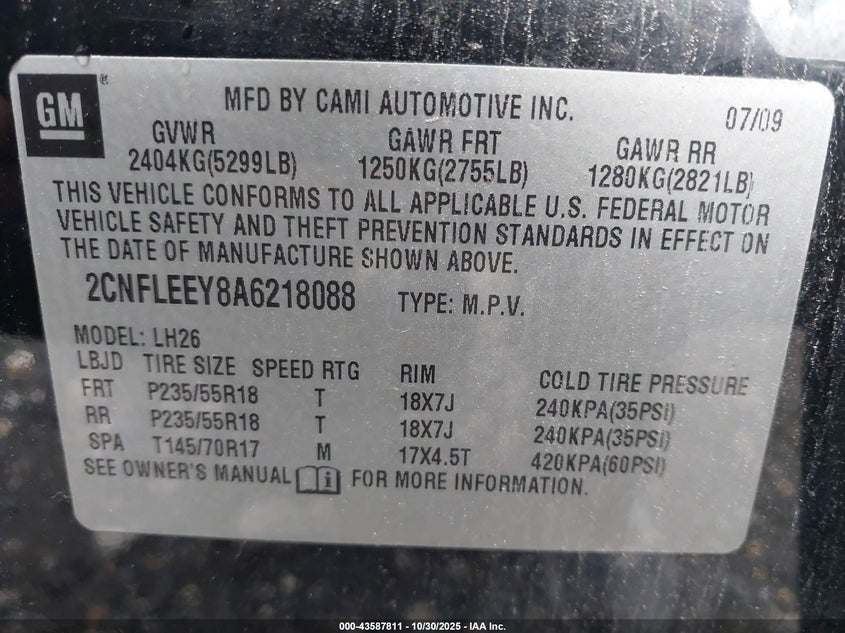 GM ®
MFD BY CAMI AUTOMOTIVE INC. 07/09
GVWR GAWR FRT GAWR RR
2404KG(5299LB) 1250KG(2755LB) 1280KG(2821LB)
THIS VEHICLE CONFORMS TO ALL APPLICABLE U.S. FEDERAL MOTOR
VEHICLE SAFETY AND THEFT PREVENTION STANDARDS IN EFFECT ON
THE DATE OF MANUFACTURE SHOWN ABOVE.
2CNFLEEY8A6218088 TYPE: M.P.V.
MODEL: LH26
LBJD TIRE SIZE SPEED RTG RIM COLD TIRE PRESSURE
FRT P235/55R18 T 18X7J 240KPA(35PSI)
RR P235/55R18 T 18X7J 240KPA(35PSI)
SPA T145/70R17 M 17X4.5T 420KPA(60PSI)
SEE OWNER'S MANUAL FOR MORE INFORMATION.
000-43587811 - 10/30/2025 - IAA Inc.